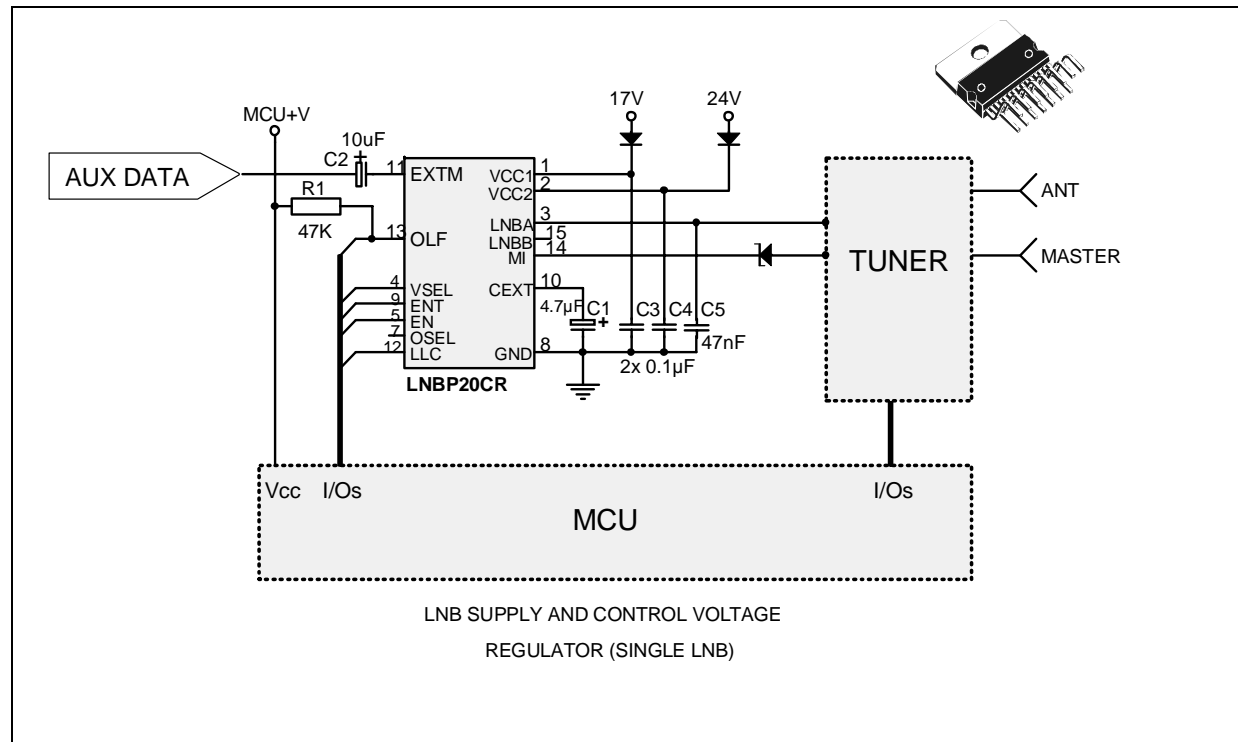 17V 24V
MCU+V
10uF
C2
AUX DATA
11 EXTM VCC1 1
VCC2 2
R1
47K
LNBA 3
13 OLF LNBB 15
MI 14
TUNER
ANT
MASTER
4 VSEL CEXT 10
9 ENT
5 EN
7 OSEL
12 LLC GND 8
4.7µF C1 +
C3 C4 C5
47nF
2x 0.1µF
LNBP20CR
Vcc I/Os I/Os
MCU
LNB SUPPLY AND CONTROL VOLTAGE
REGULATOR (SINGLE LNB)